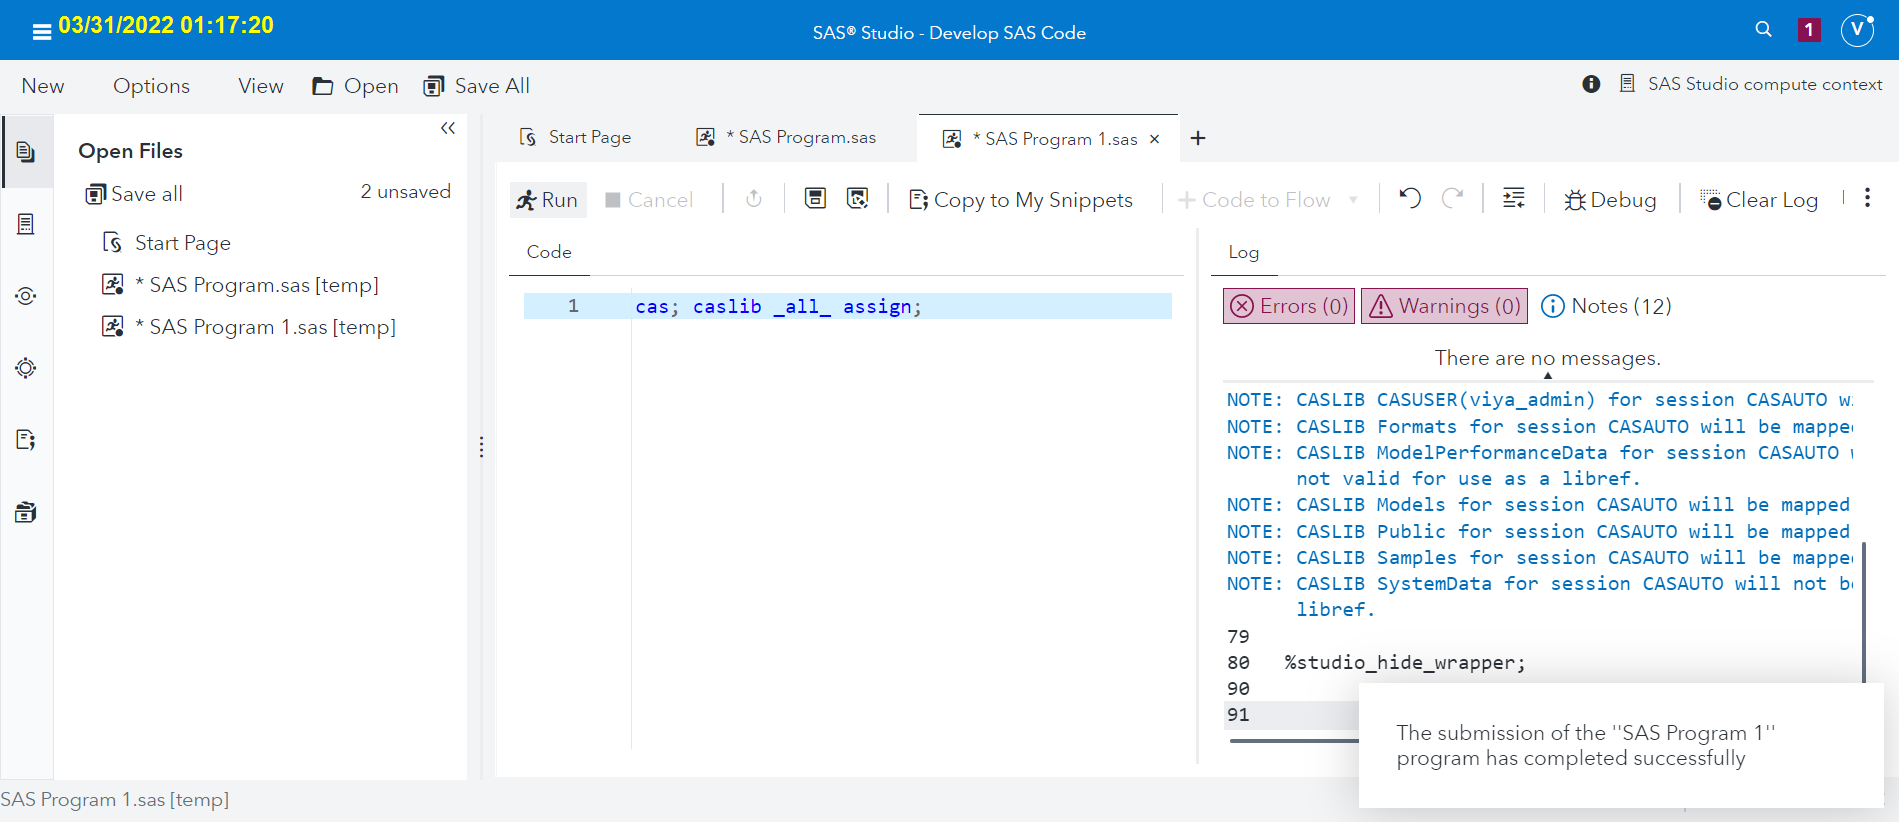 03/31/2022 01:17:20
SAS® Studio - Develop SAS Code
1
V
New Options View Open Save All
SAS Studio compute context
Open Files
Save all 2 unsaved
Start Page
* SAS Program.sas [temp]
* SAS Program 1.sas [temp]
Start Page * SAS Program.sas * SAS Program 1.sas
Run Cancel Copy to My Snippets Code to Flow Debug Clear Log
Code
1 cas; caslib _all_ assign;
Log
Errors (0) Warnings (0) Notes (12)
There are no messages.
NOTE: CASLIB CASUSER(viya_admin) for session CASAUTO
NOTE: CASLIB Formats for session CASAUTO will be mapped
NOTE: CASLIB ModelPerformanceData for session CASAUTO
not valid for use as a libref.
NOTE: CASLIB Models for session CASAUTO will be mapped
NOTE: CASLIB Public for session CASAUTO will be mapped
NOTE: CASLIB Samples for session CASAUTO will be mapped
NOTE: CASLIB SystemData for session CASAUTO will not
libref.
79
80 %studio_hide_wrapper;
90
91
The submission of the "SAS Program 1"
program has completed successfully
SAS Program 1.sas [temp]